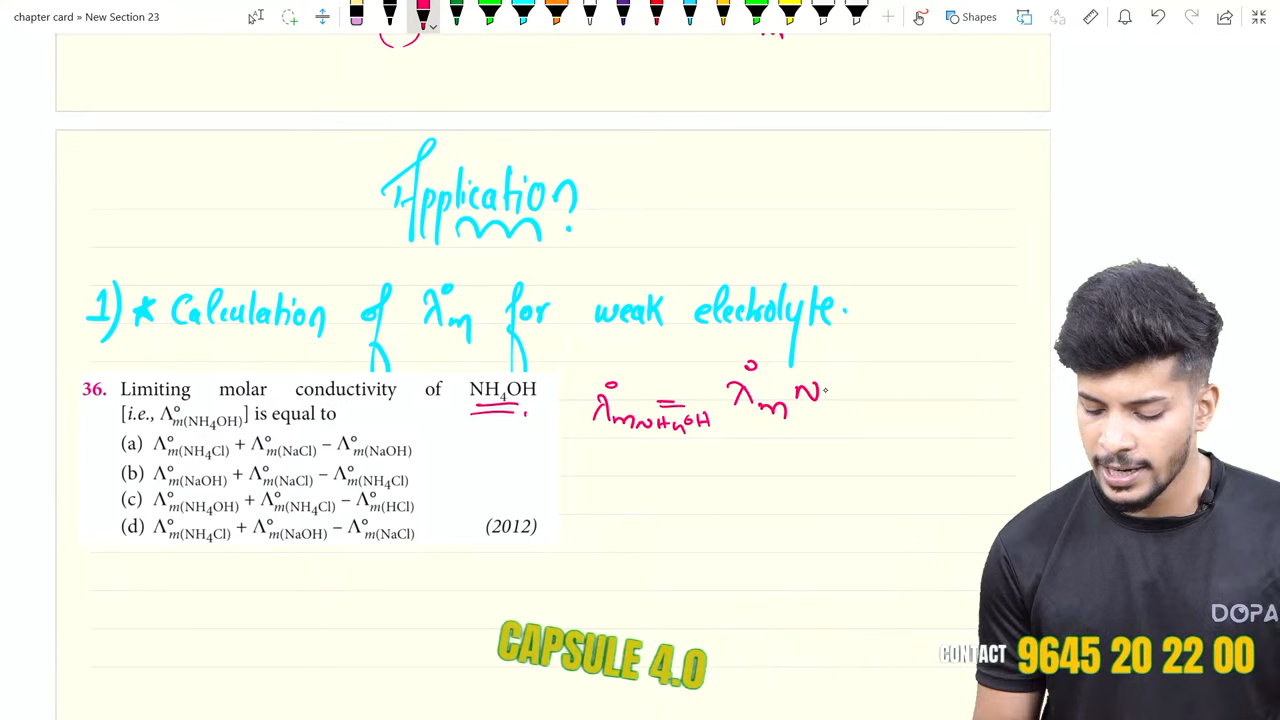 chapter card » New Section 23
Shapes
Application?
1) * Calculation of λ°m for weak electrolyte.
36. Limiting molar conductivity of NH₄OH
[i.e., Λ°m(NH₄OH)] is equal to
(a) Λ°m(NH₄Cl) + Λ°m(NaCl) – Λ°m(NaOH)
(b) Λ°m(NaOH) + Λ°m(NaCl) – Λ°m(NH₄Cl)
(c) Λ°m(NH₄OH) + Λ°m(NH₄Cl) – Λ°m(HCl)
(d) Λ°m(NH₄Cl) + Λ°m(NaOH) – Λ°m(NaCl) (2012)
λ°m NH₄OH = λ°m N
DOPA
CAPSULE 4.0
CONTACT 9645 20 22 00